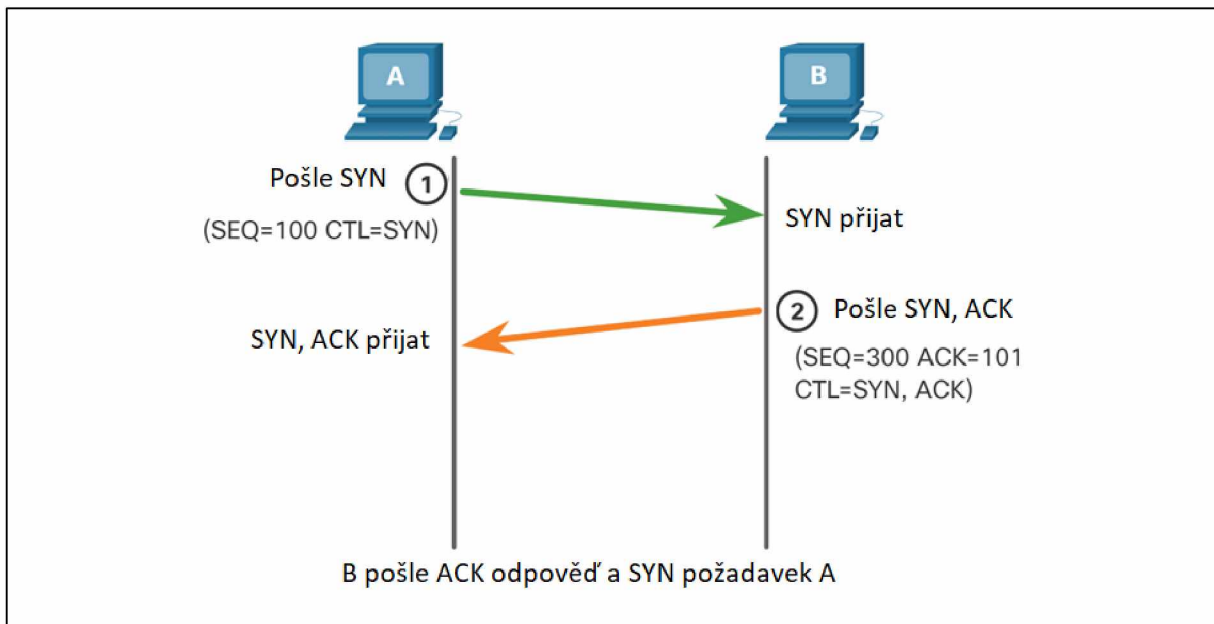 A
B
Pošle SYN 1
(SEQ=100 CTL=SYN)
SYN přijat
2 Pošle SYN, ACK
SYN, ACK přijat
(SEQ=300 ACK=101
CTL=SYN, ACK)
B pošle ACK odpověď a SYN požadavek A